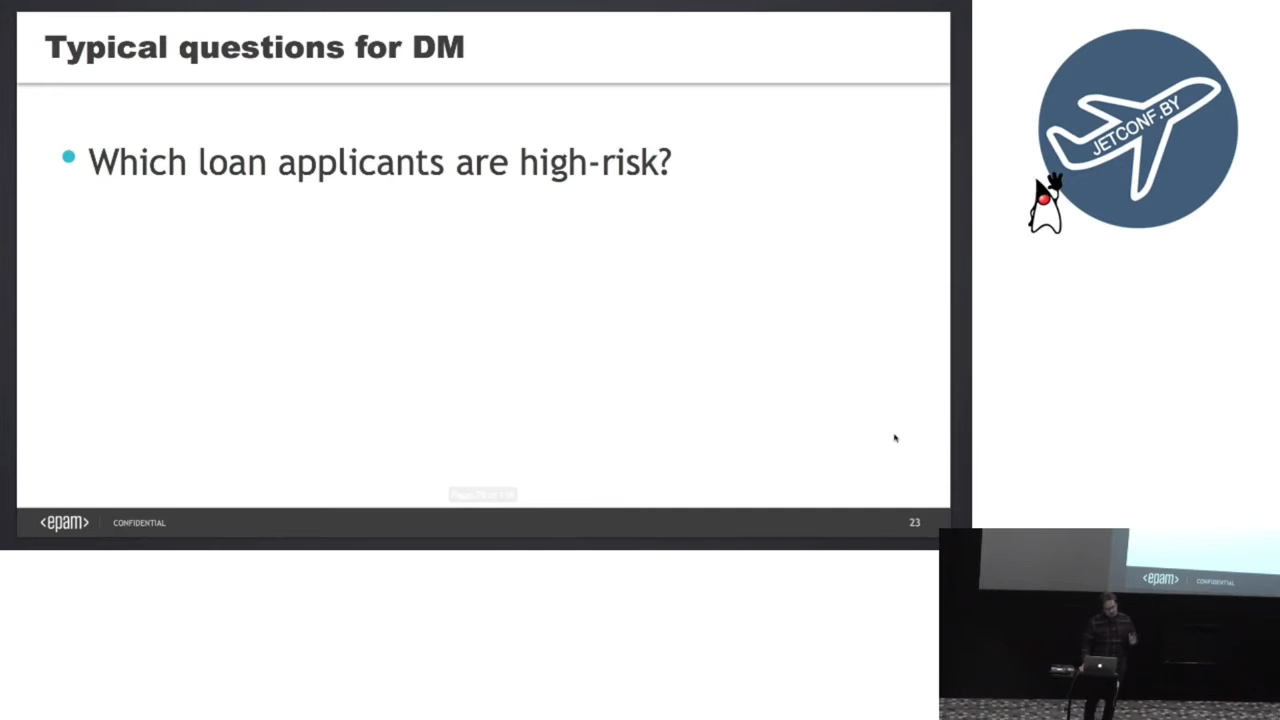 Typical questions for DM
• Which loan applicants are high-risk?
JETCONF.BY
<epam>
CONFIDENTIAL
23
<epam>
CONFIDENTIAL